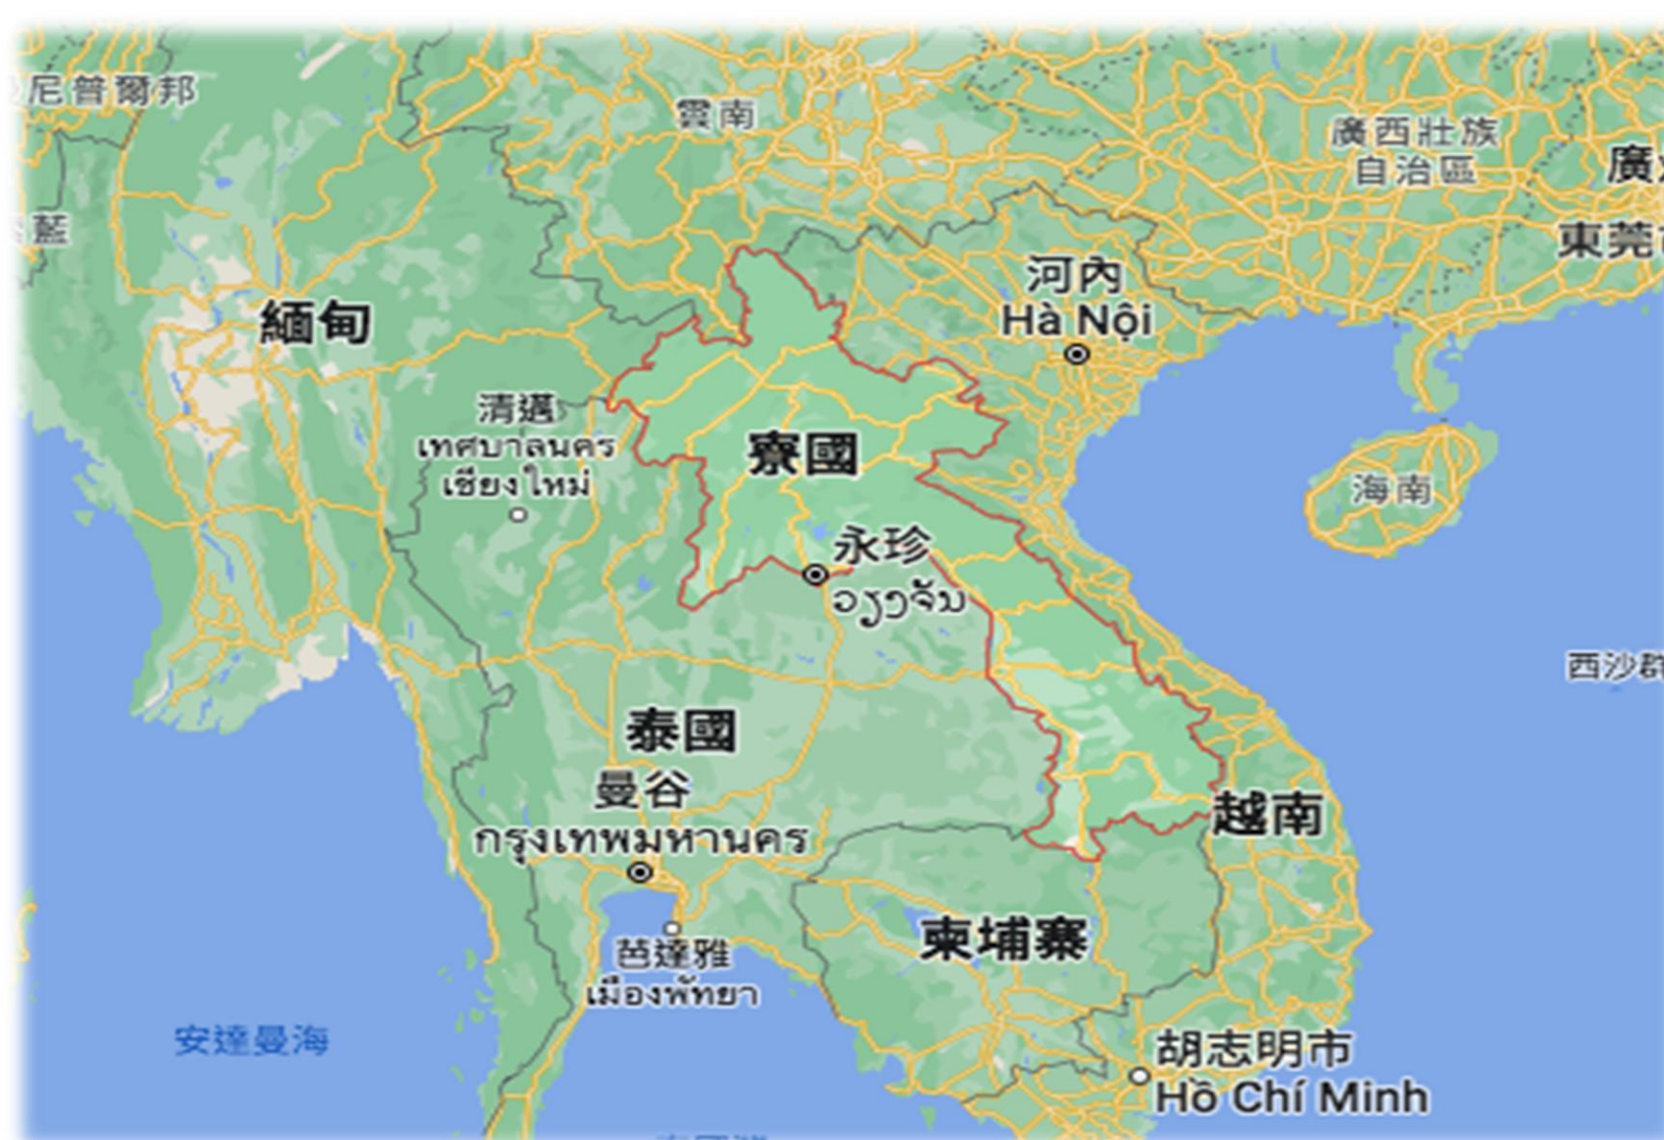 尼普爾邦
雲南
廣西壯族
自治區
藍
東莞
河內
Hà Nội
緬甸
清邁
เทศบาลนคร
เชียงใหม่
寮國
海南
永珍
ວຽງຈັນ
西沙群
泰國
曼谷
กรุงเทพมหานคร
越南
柬埔寨
芭達雅
เมืองพัทยา
安達曼海
胡志明市
Hồ Chí Minh